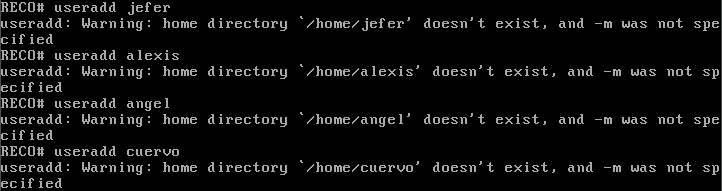 RECO# useradd jefer
useradd: Warning: home directory `/home/jefer' doesn't exist, and -m was not spe
cified
RECO# useradd alexis
useradd: Warning: home directory `/home/alexis' doesn't exist, and -m was not sp
ecified
RECO# useradd angel
useradd: Warning: home directory `/home/angel' doesn't exist, and -m was not spe
cified
RECO# useradd cuervo
useradd: Warning: home directory `/home/cuervo' doesn't exist, and -m was not sp
ecified